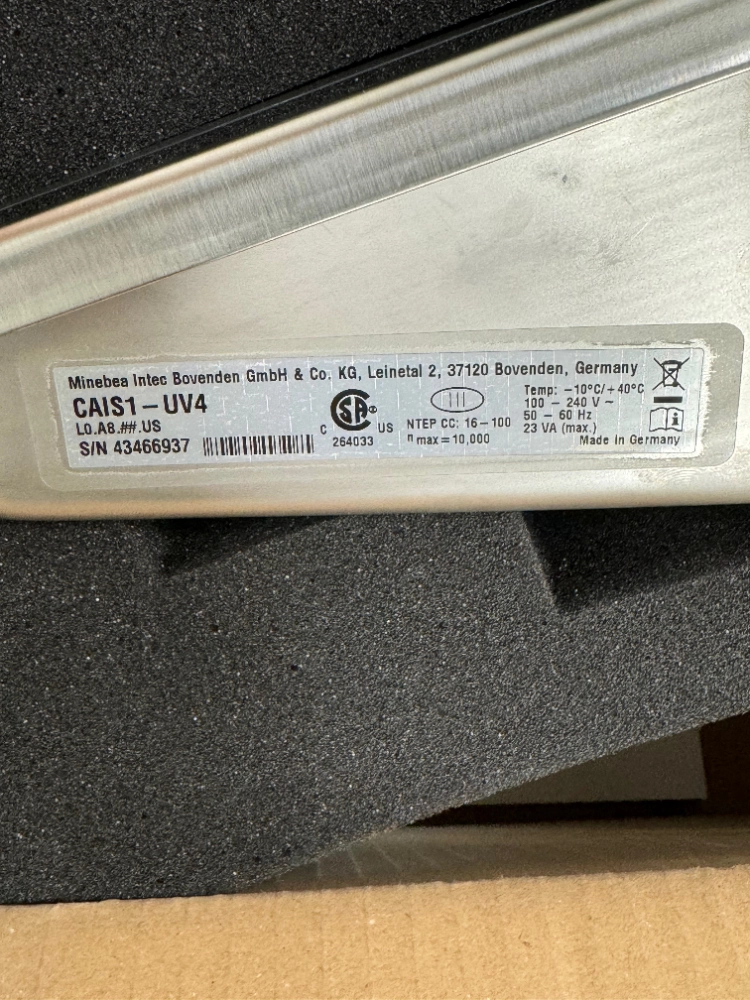 Minebea Intec Bovenden GmbH & Co. KG, Leinetal 2, 37120 Bovenden, Germany
CAIS1-UV4
L0.A8.##.US
S/N 43466937
C SA® US
264033
III
NTEP CC: 16-100
n max=10,000
Temp: -10°C/+40°C
100 - 240 V ~
50 - 60 Hz
23 VA (max.)
i
Made in Germany